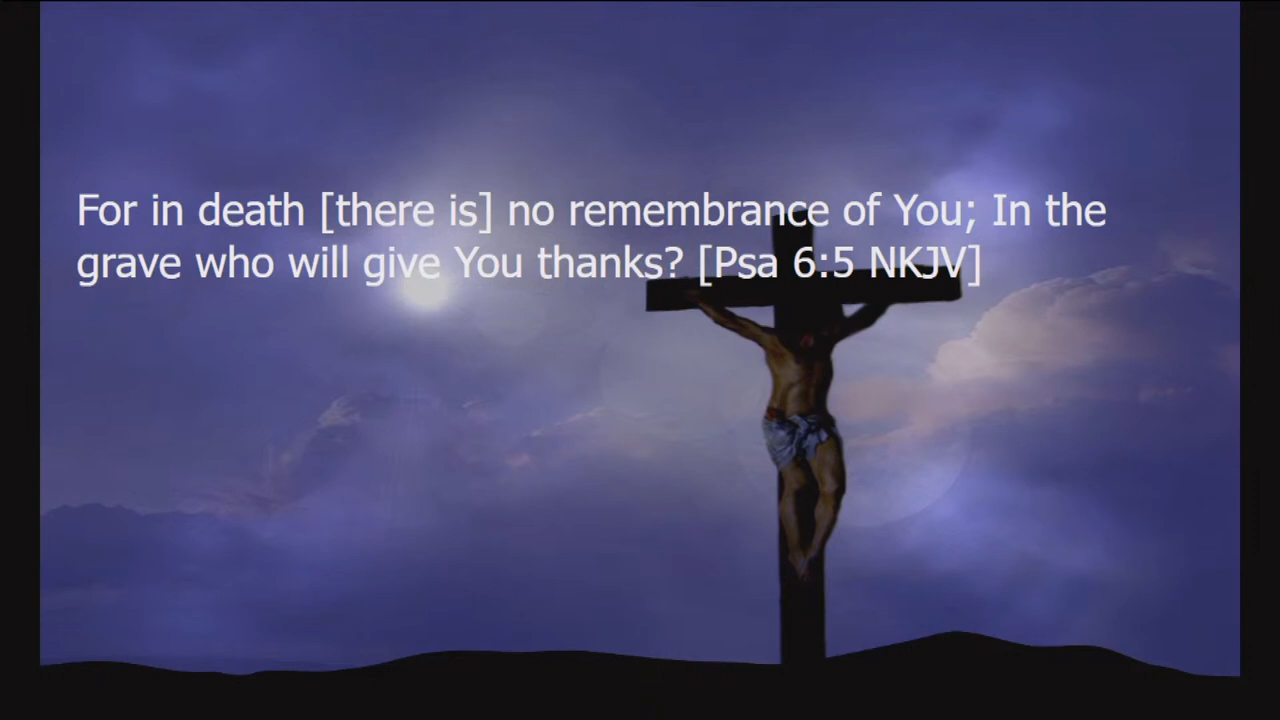 For in death [there is] no remembrance of You; In the
grave who will give You thanks? [Psa 6:5 NKJV]